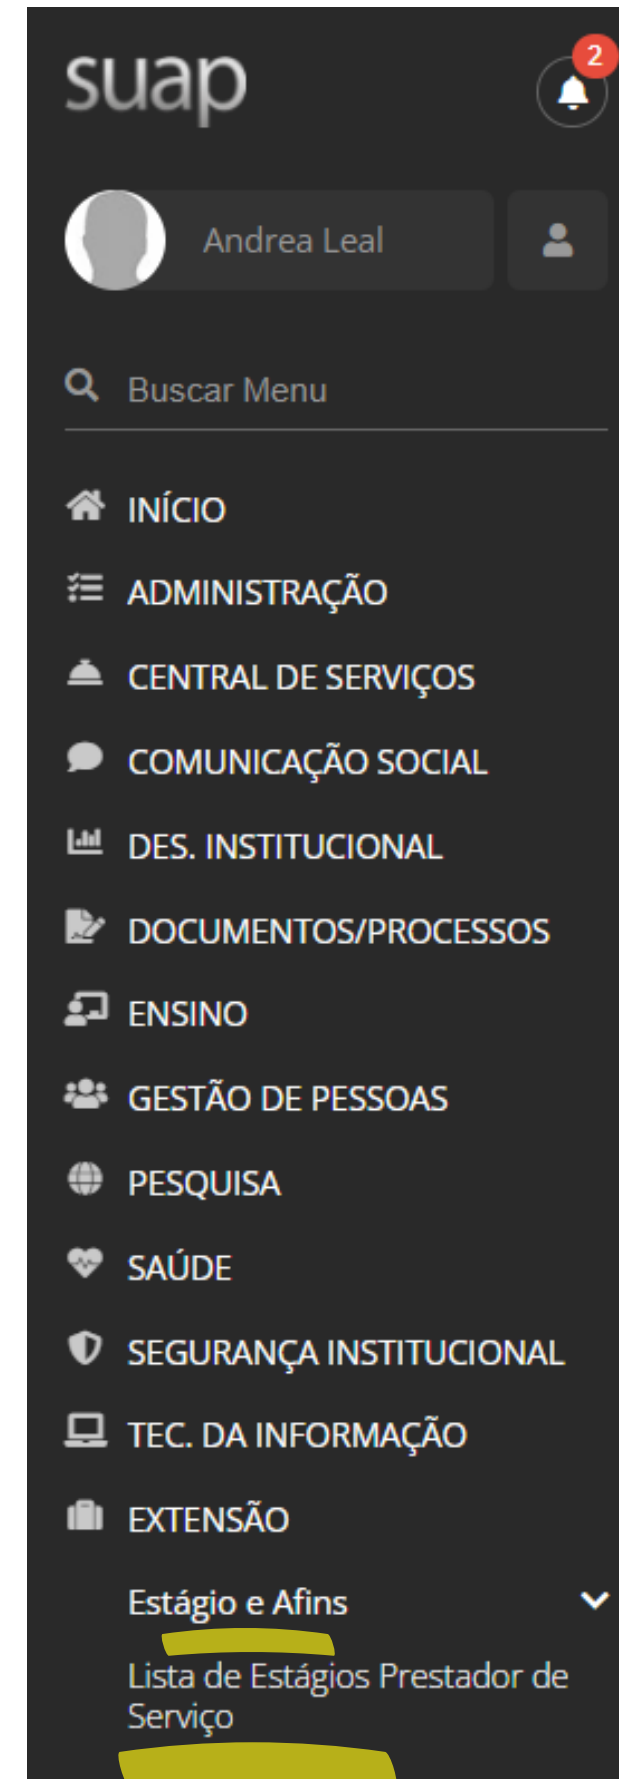 suap
2
Andrea Leal
Buscar Menu
INÍCIO
ADMINISTRAÇÃO
CENTRAL DE SERVIÇOS
COMUNICAÇÃO SOCIAL
DES. INSTITUCIONAL
DOCUMENTOS/PROCESSOS
ENSINO
GESTÃO DE PESSOAS
PESQUISA
SAÚDE
SEGURANÇA INSTITUCIONAL
TEC. DA INFORMAÇÃO
EXTENSÃO
Estágio e Afins
Lista de Estágios Prestador de
Serviço